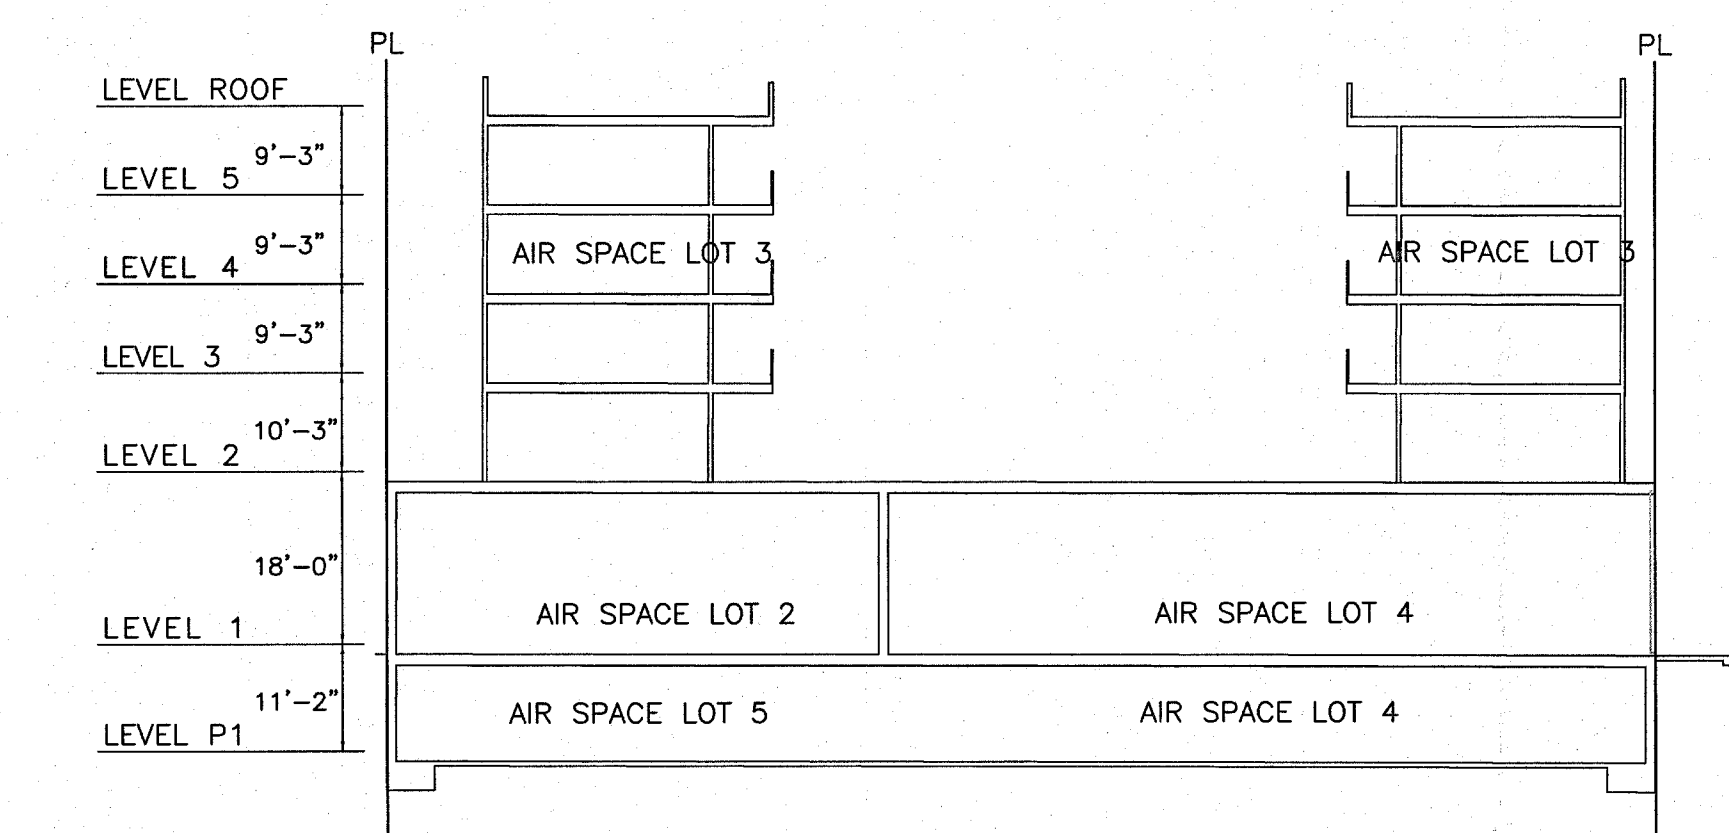 PL
PL
LEVEL ROOF
9'-3"
LEVEL 5
9'-3"
AIR SPACE LOT 3
AIR SPACE LOT 3
LEVEL 4
9'-3"
LEVEL 3
10'-3"
LEVEL 2
18'-0"
AIR SPACE LOT 2
AIR SPACE LOT 4
LEVEL 1
11'-2"
AIR SPACE LOT 5
AIR SPACE LOT 4
LEVEL P1